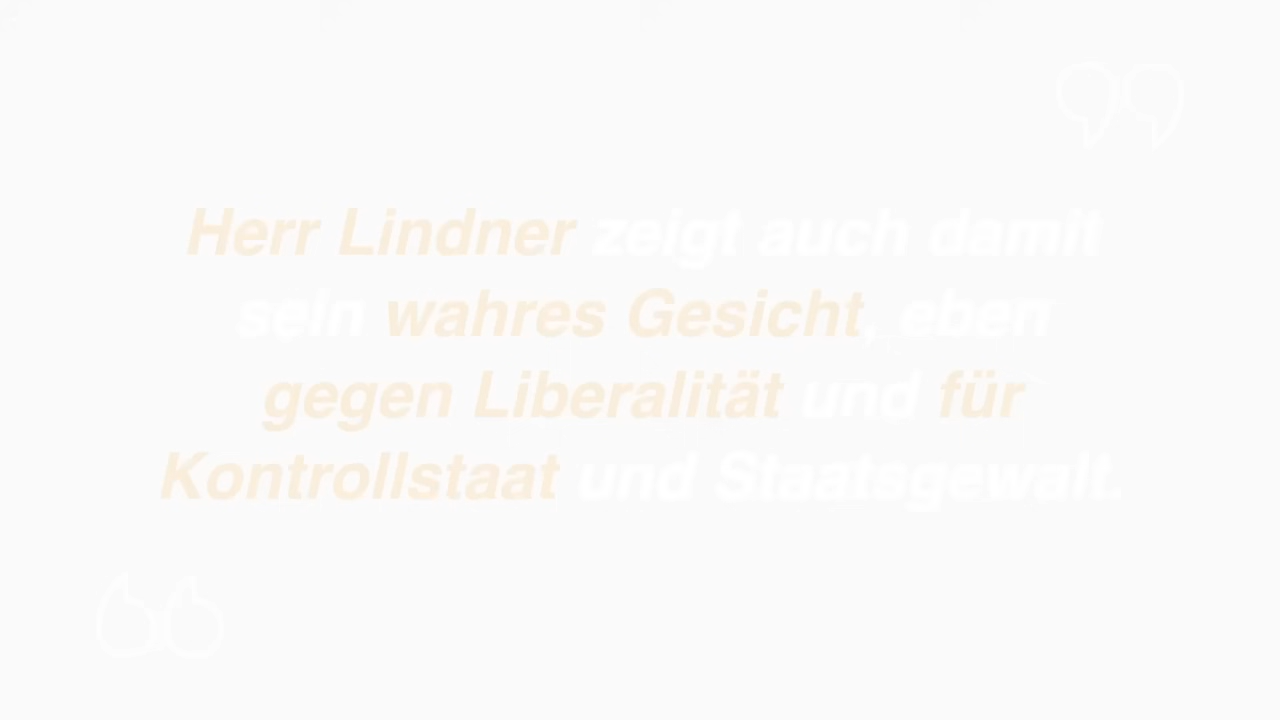 Herr Lindner zeigt auch damit
sein wahres Gesicht, eben
gegen Liberalität und für
Kontrollstaat und Staatsgewalt.